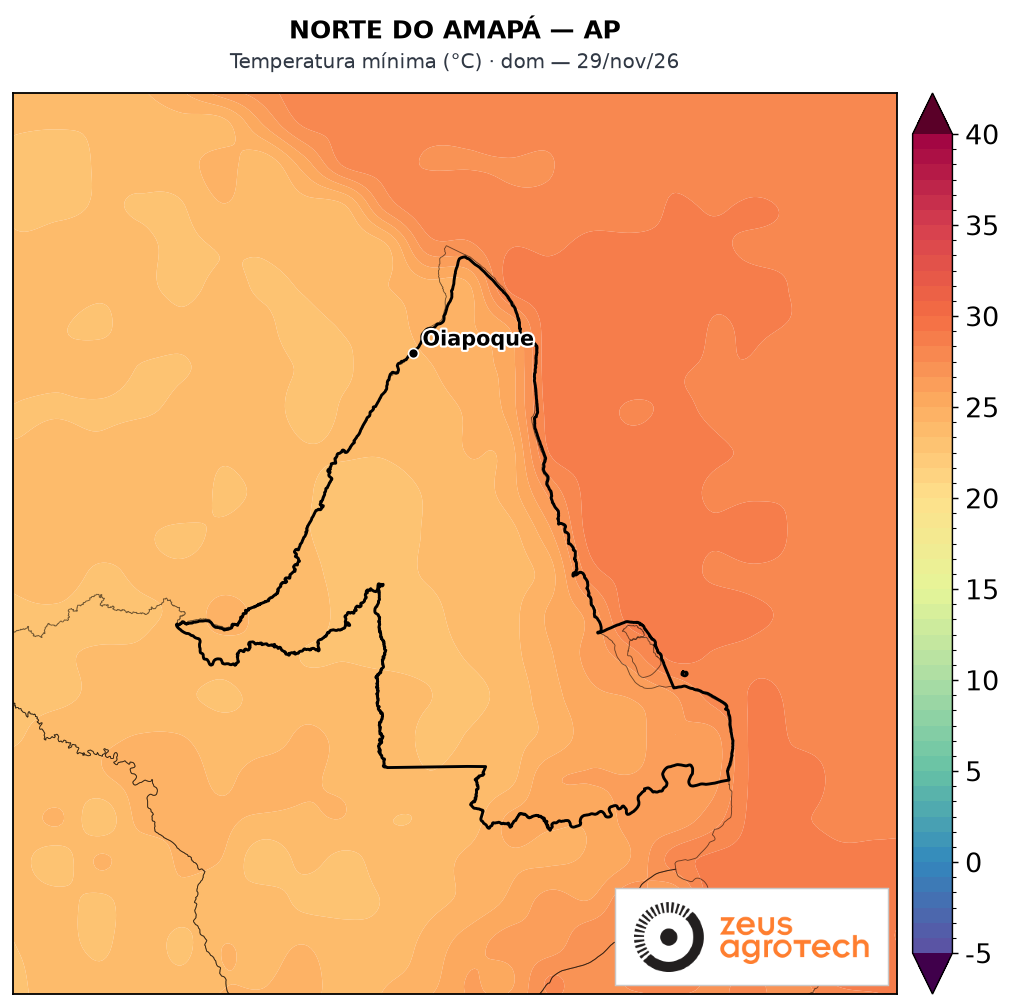 NORTE DO AMAPÁ — AP
Temperatura mínima (°C) · dom — 29/nov/26
Oiapoque
40
35
30
25
20
15
10
5
0
-5
zeus
agrotech